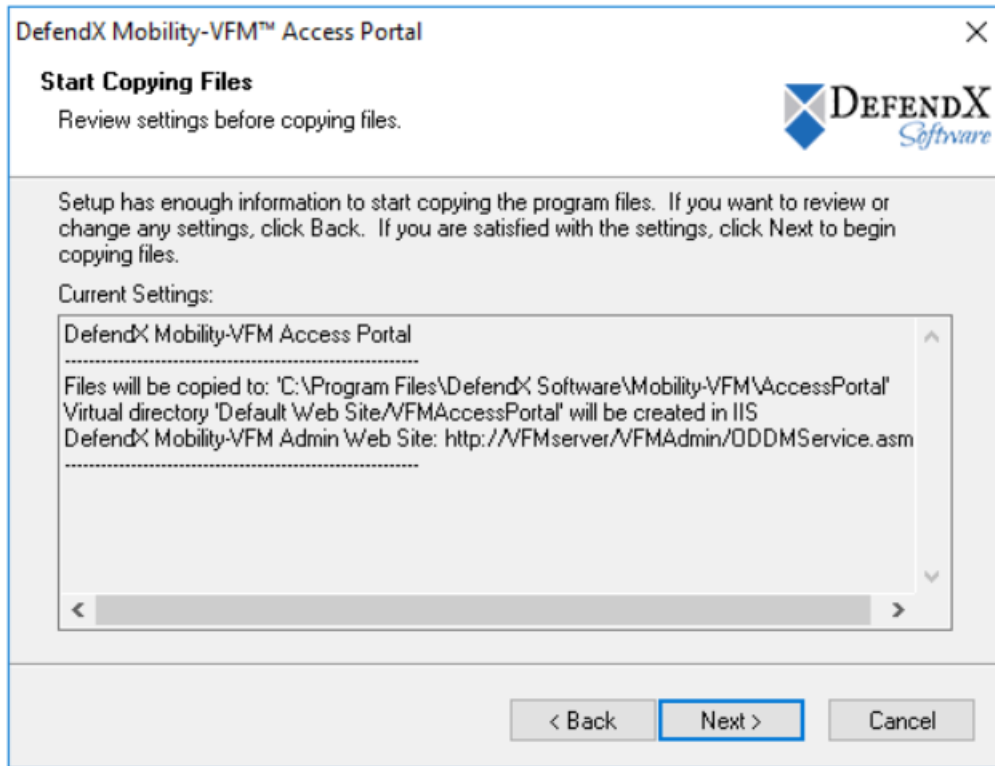 DefendX Mobility-VFM™ Access Portal
Start Copying Files
Review settings before copying files.
DEFENDX
Software
Setup has enough information to start copying the program files.  If you want to review or
change any settings, click Back.  If you are satisfied with the settings, click Next to begin
copying files.
Current Settings:
DefendX Mobility-VFM Access Portal
------------------------------------------------------------
Files will be copied to: 'C:\Program Files\DefendX Software\Mobility-VFM\AccessPortal'
Virtual directory 'Default Web Site/VFMAccessPortal' will be created in IIS
DefendX Mobility-VFM Admin Web Site: http://VFMserver/VFMAdmin/ODDMService.asm
------------------------------------------------------------
< Back
Next >
Cancel